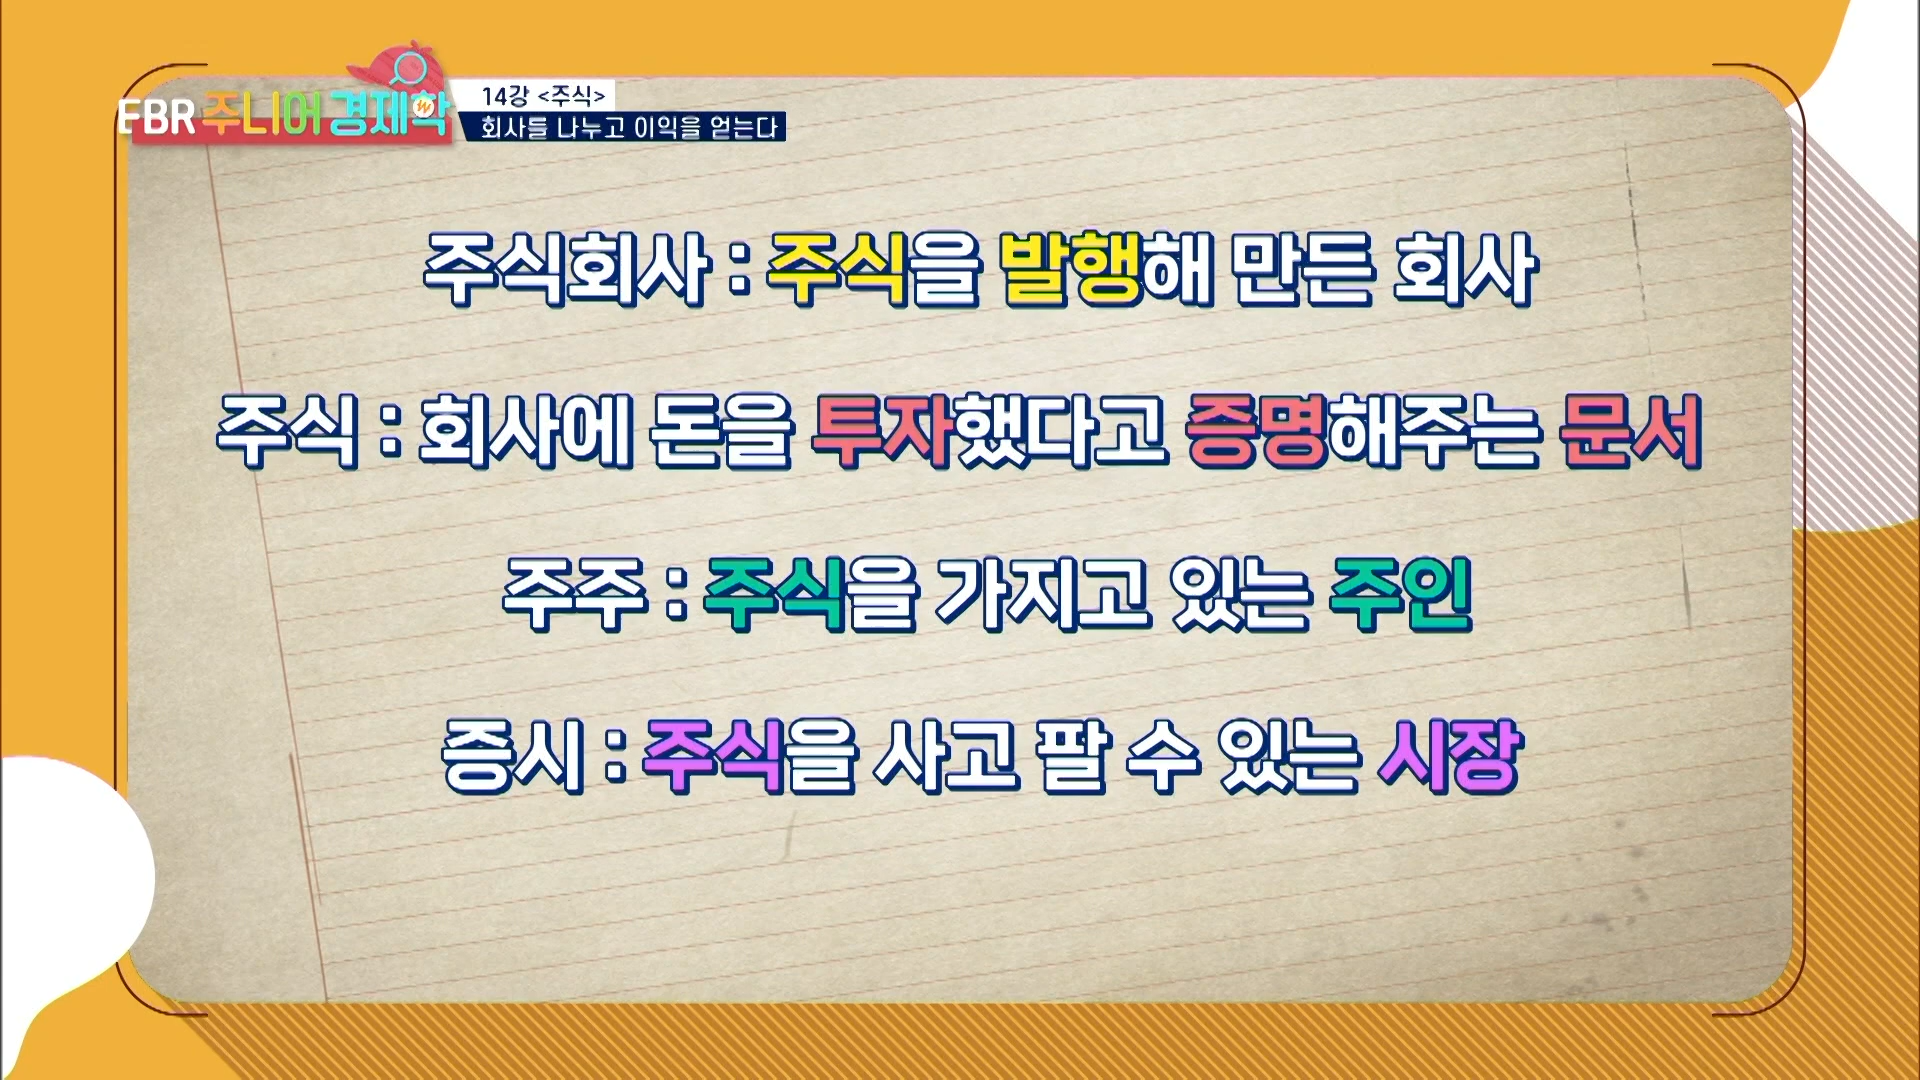 FBR 주니어 경제학
14강 <주식>
회사를 나누고 이익을 얻는다
주식회사 : 주식을 발행해 만든 회사
주식 : 회사에 돈을 투자했다고 증명해주는 문서
주주 : 주식을 가지고 있는 주인
증시 : 주식을 사고 팔 수 있는 시장